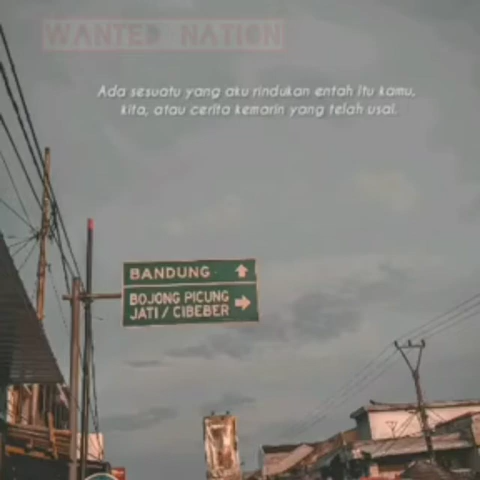 WANTED NATION
Ada sesuatu yang aku rindukan entah itu kamu,
kita, atau cerita kemarin yang telah usai.
BANDUNG
BOJONG PICUNG
JATI / CIBEBER